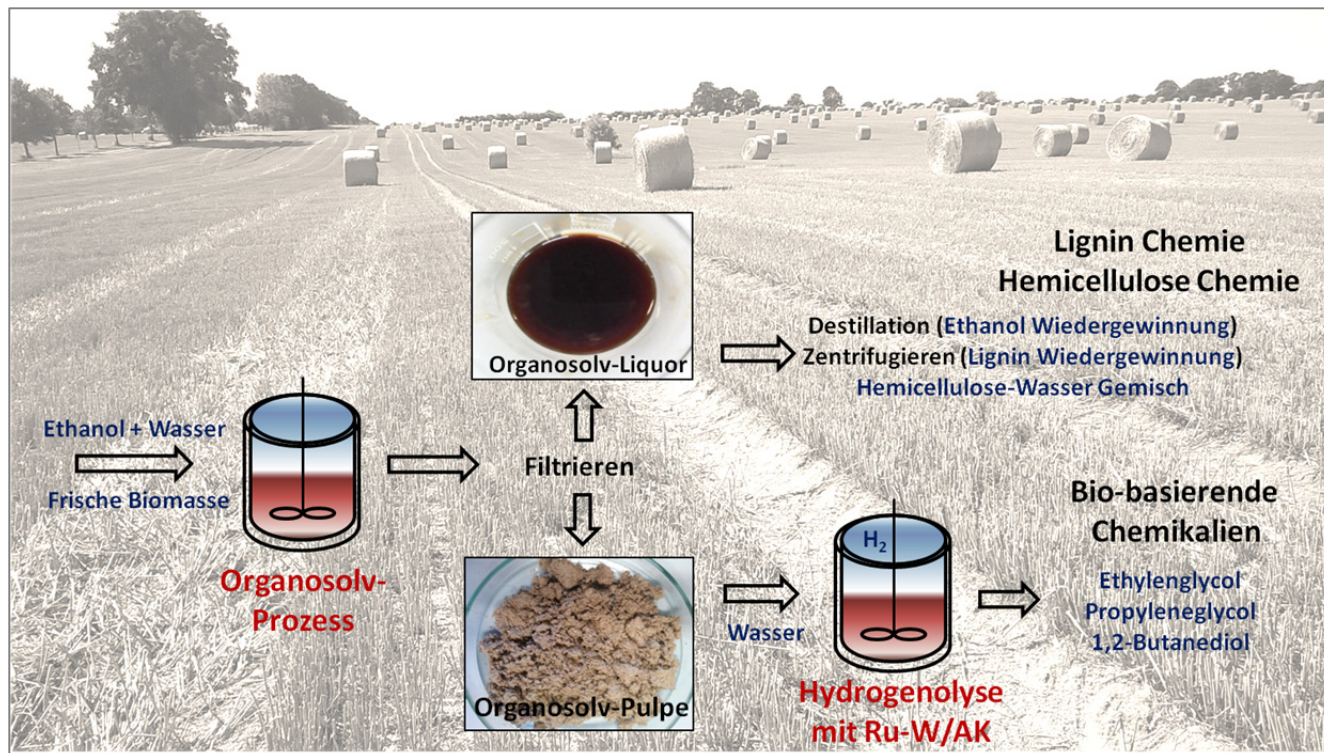 Lignin Chemie
Hemicellulose Chemie
Destillation (Ethanol Wiedergewinnung)
Zentrifugieren (Lignin Wiedergewinnung)
Hemicellulose-Wasser Gemisch
Organosolv-Liquor
Ethanol + Wasser
Frische Biomasse
Filtrieren
Organosolv-
Prozess
Organosolv-Pulpe
Wasser
H₂
Hydrogenolyse
mit Ru-W/AK
Bio-basierende
Chemikalien
Ethylenglycol
Propyleneglycol
1,2-Butanediol